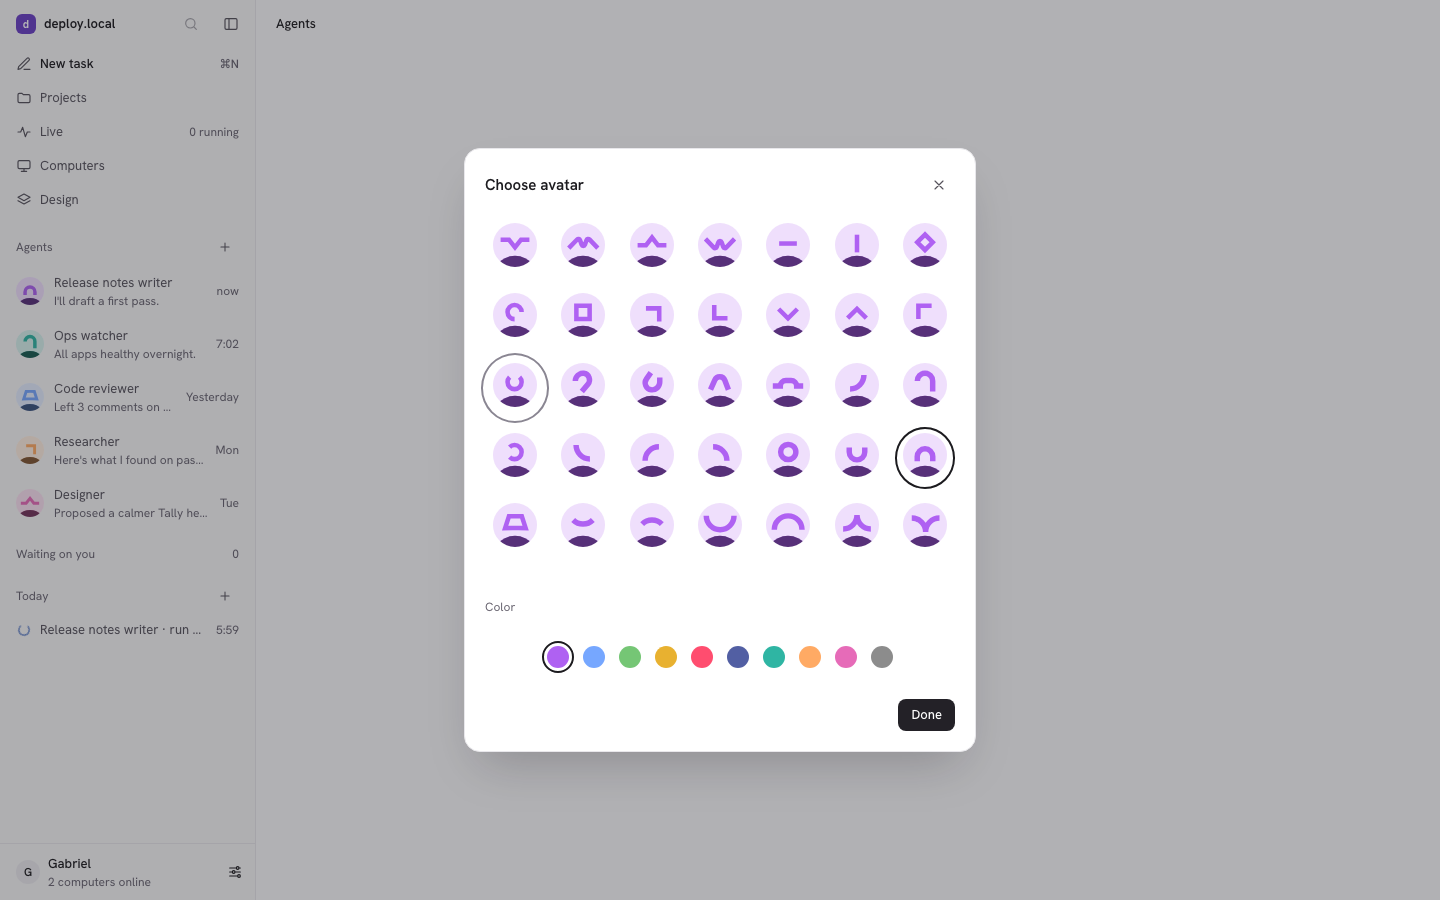 d deploy.local
Agents
New task ⌘N
Projects
Live 0 running
Computers
Design
Agents
Release notes writer
I'll draft a first pass. now
Ops watcher
All apps healthy overnight. 7:02
Code reviewer
Left 3 comments on ... Yesterday
Researcher
Here's what I found on pas... Mon
Designer
Proposed a calmer Tally he... Tue
Waiting on you 0
Today
Release notes writer · run ... 5:59
G Gabriel
2 computers online
Choose avatar
Color
Done